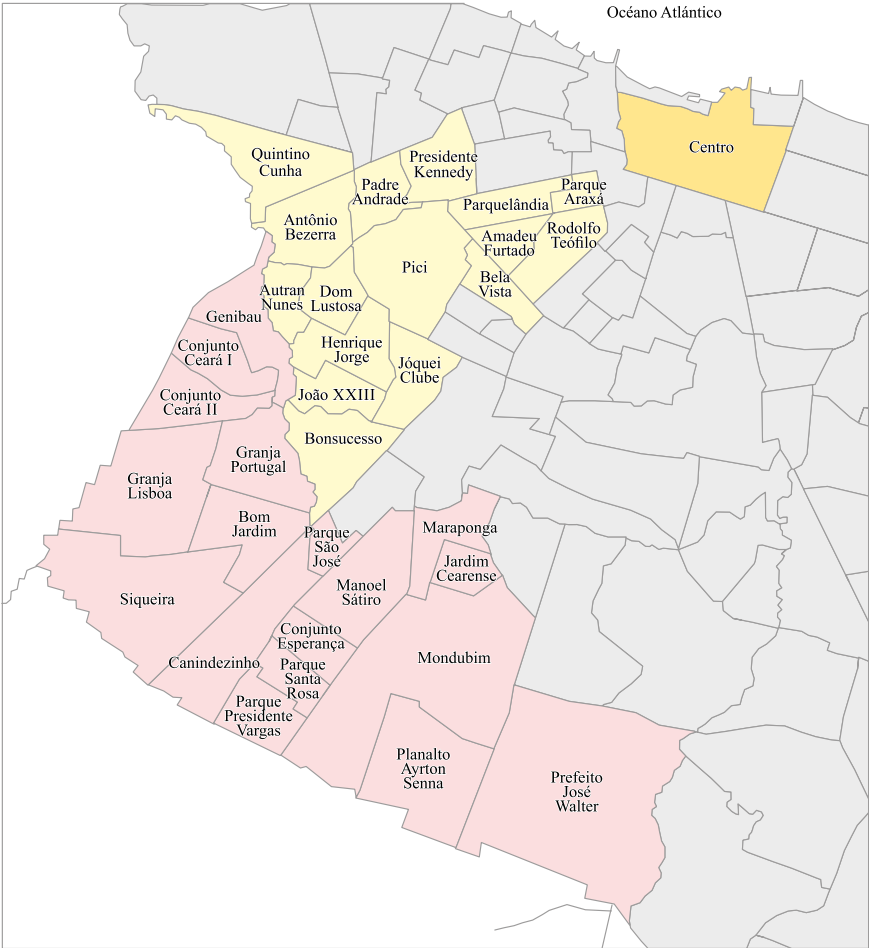 Océano Atlántico
Centro
Quintino
Cunha
Presidente
Kennedy
Padre
Andrade
Parque
Araxá
Parquelândia
Antônio
Bezerra
Amadeu
Furtado
Rodolfo
Teófilo
Pici
Bela
Vista
Autran
Nunes
Dom
Lustosa
Genibau
Conjunto
Ceará I
Henrique
Jorge
Jóquei
Clube
Conjunto
Ceará II
João XXIII
Bonsucesso
Granja
Portugal
Granja
Lisboa
Bom
Jardim
Parque
São
José
Maraponga
Jardim
Cearense
Siqueira
Manoel
Sátiro
Conjunto
Esperança
Canindezinho
Parque
Santa
Rosa
Mondubim
Parque
Presidente
Vargas
Planalto
Ayrton
Senna
Prefeito
José
Walter